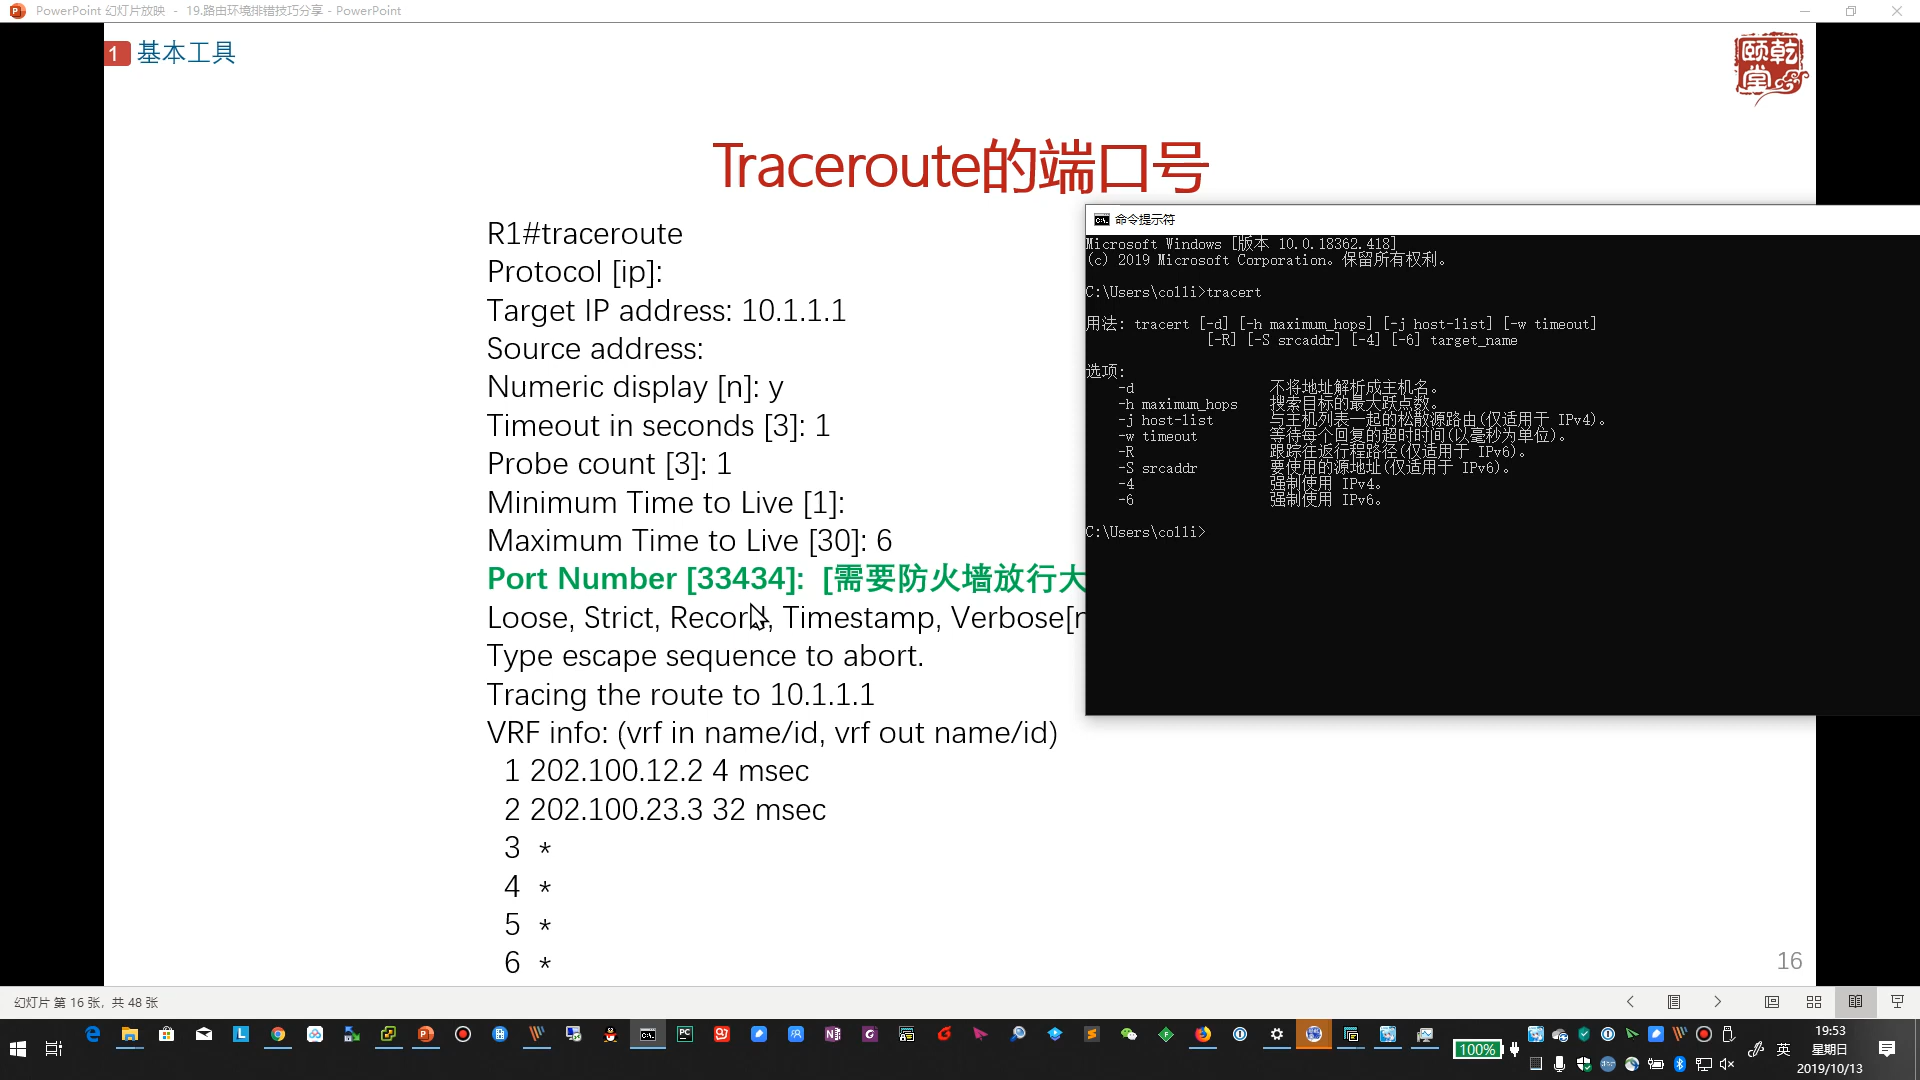 PowerPoint 幻灯片放映 - 19.路由环境排错技巧分享 - PowerPoint
1 基本工具
颐乾堂
Traceroute的端口号
R1#traceroute
Protocol [ip]:
Target IP address: 10.1.1.1
Source address:
Numeric display [n]: y
Timeout in seconds [3]: 1
Probe count [3]: 1
Minimum Time to Live [1]:
Maximum Time to Live [30]: 6
Port Number [33434]: [需要防火墙放行大
Loose, Strict, Record, Timestamp, Verbose[n
Type escape sequence to abort.
Tracing the route to 10.1.1.1
VRF info: (vrf in name/id, vrf out name/id)
1 202.100.12.2 4 msec
2 202.100.23.3 32 msec
3 *
4 *
5 *
6 *
16
命令提示符
Microsoft Windows [版本 10.0.18362.418]
(c) 2019 Microsoft Corporation。保留所有权利。
C:\Users\colli>tracert
用法: tracert [-d] [-h maximum_hops] [-j host-list] [-w timeout]
[-R] [-S srcaddr] [-4] [-6] target_name
选项:
-d 不将地址解析成主机名。
-h maximum_hops 搜索目标的最大跃点数。
-j host-list 与主机列表一起的松散源路由(仅适用于 IPv4)。
-w timeout 等待每个回复的超时时间(以毫秒为单位)。
-R 跟踪往返行程路径(仅适用于 IPv6)。
-S srcaddr 要使用的源地址(仅适用于 IPv6)。
-4 强制使用 IPv4。
-6 强制使用 IPv6。
C:\Users\colli>
幻灯片 第 16 张，共 48 张
100%
英
19:53
星期日
2019/10/13